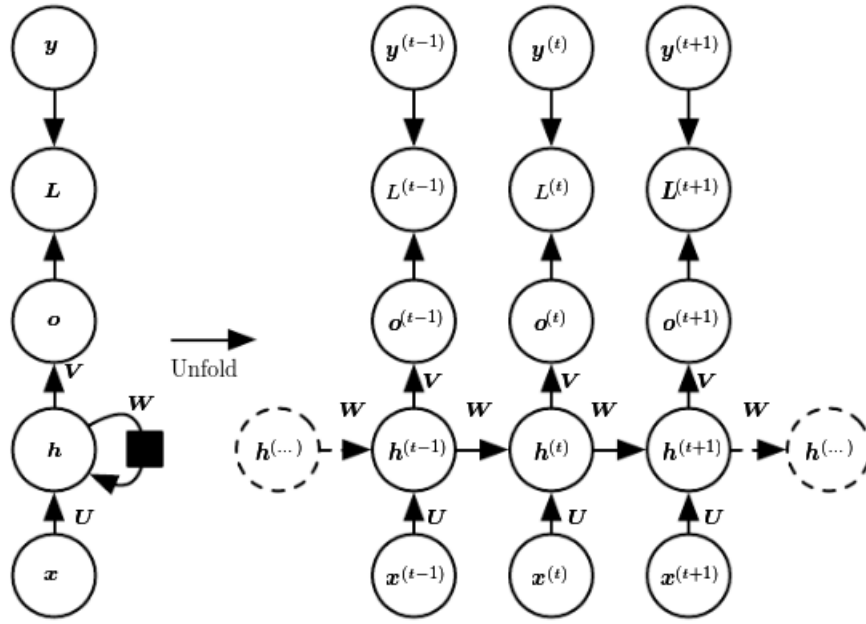 y y^{(t-1)} y^{(t)} y^{(t+1)}
L L^{(t-1)} L^{(t)} L^{(t+1)}
o o^{(t-1)} o^{(t)} o^{(t+1)}
Unfold
V V V V
W W W W W
h h^{(...)} h^{(t-1)} h^{(t)} h^{(t+1)} h^{(...)}
U U U U
x x^{(t-1)} x^{(t)} x^{(t+1)}